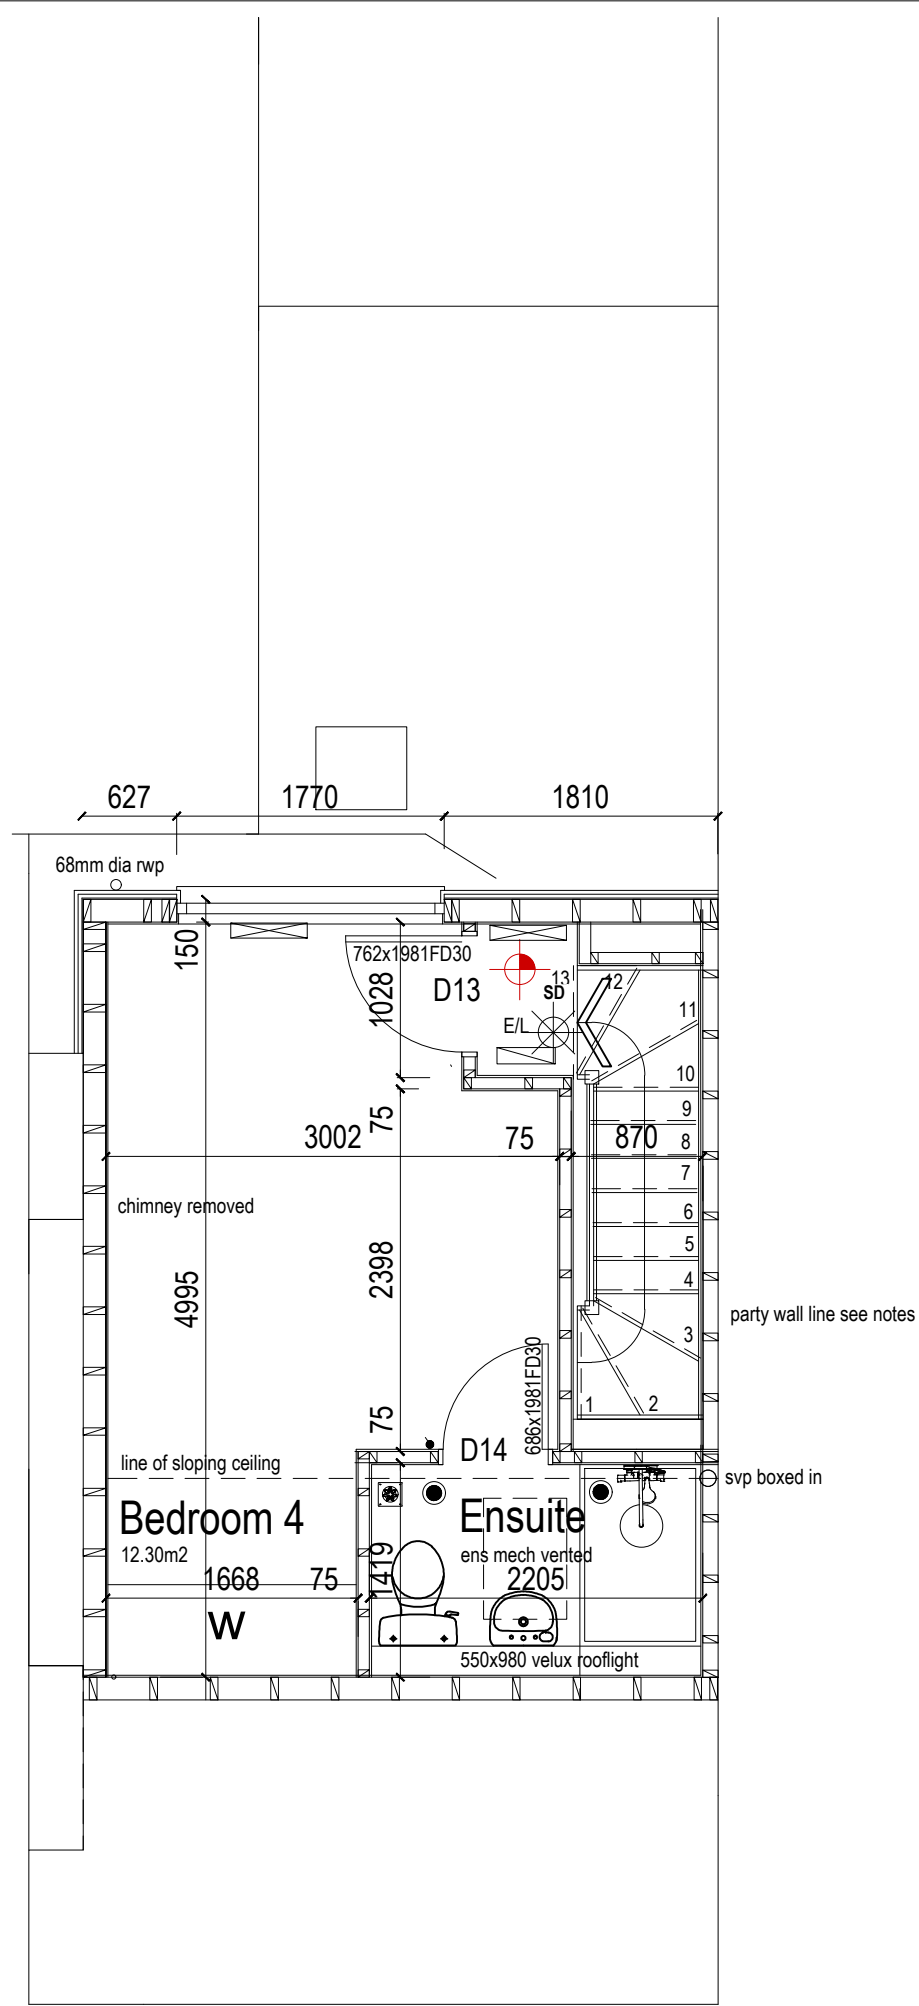 627
1770
1810
68mm dia rwp
150
762x1981FD30
1028
D13
13
SD
12
E/L
11
10
75
9
3002
75
870
8
7
chimney removed
6
2398
5
4995
4
party wall line see notes
3
686x1981FD30
1
2
75
D14
line of sloping ceiling
svp boxed in
Bedroom 4
Ensuite
12.30m2
ens mech vented
1419
1668
75
2205
W
550x980 velux rooflight